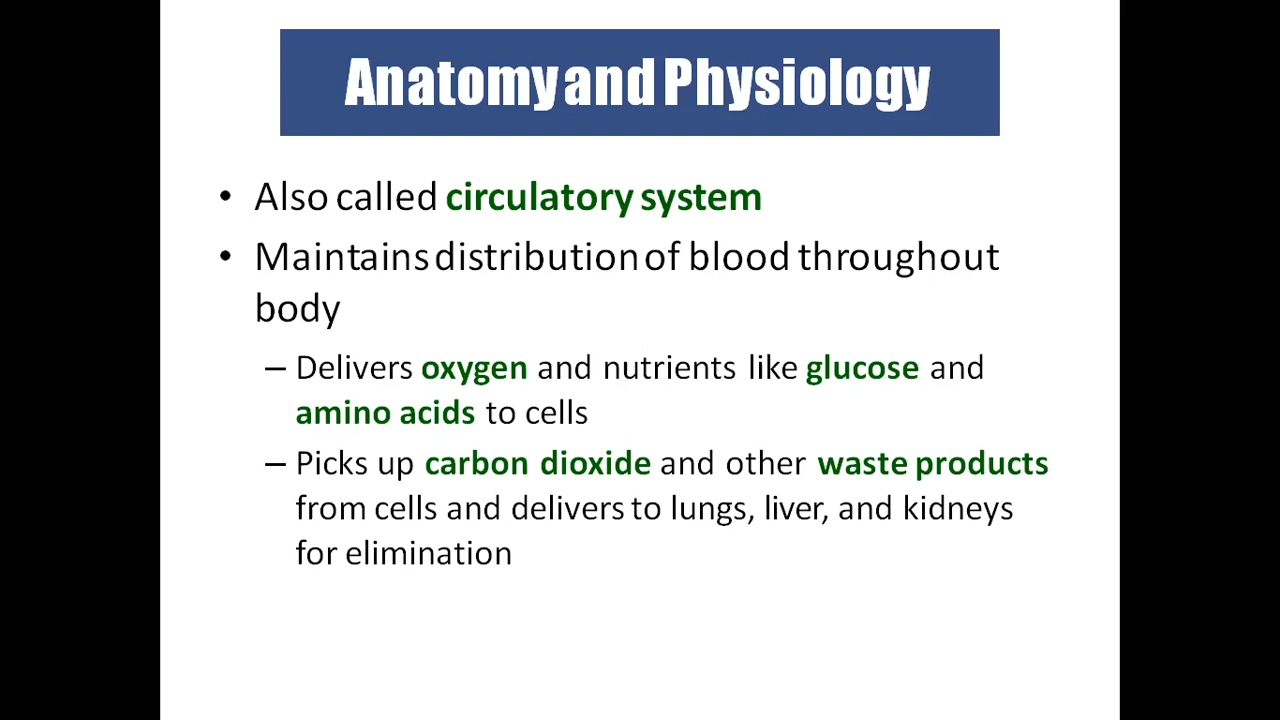 Anatomy and Physiology
• Also called circulatory system
• Maintains distribution of blood throughout
body
– Delivers oxygen and nutrients like glucose and
amino acids to cells
– Picks up carbon dioxide and other waste products
from cells and delivers to lungs, liver, and kidneys
for elimination